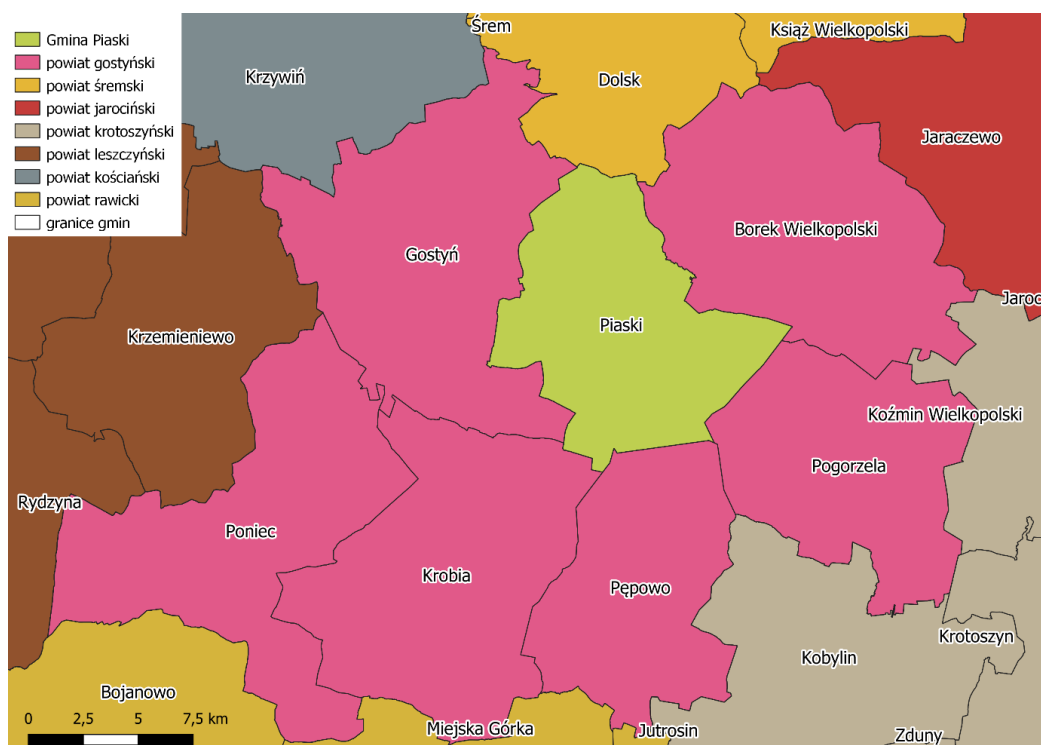 Gmina Piaski
powiat gostyński
powiat śremski
powiat jarociński
powiat krotoszyński
powiat leszczyński
powiat kościański
powiat rawicki
granice gmin
Śrem
Książ Wielkopolski
Krzywiń
Dolsk
Jaraczewo
Borek Wielkopolski
Gostyń
Jaroc
Piaski
Krzemieniewo
Koźmin Wielkopolski
Pogorzela
Rydzyna
Poniec
Krobia
Pępowo
Krotoszyn
Kobylin
Bojanowo
0 2,5 5 7,5 km
Miejska Górka
Jutrosin
Zduny